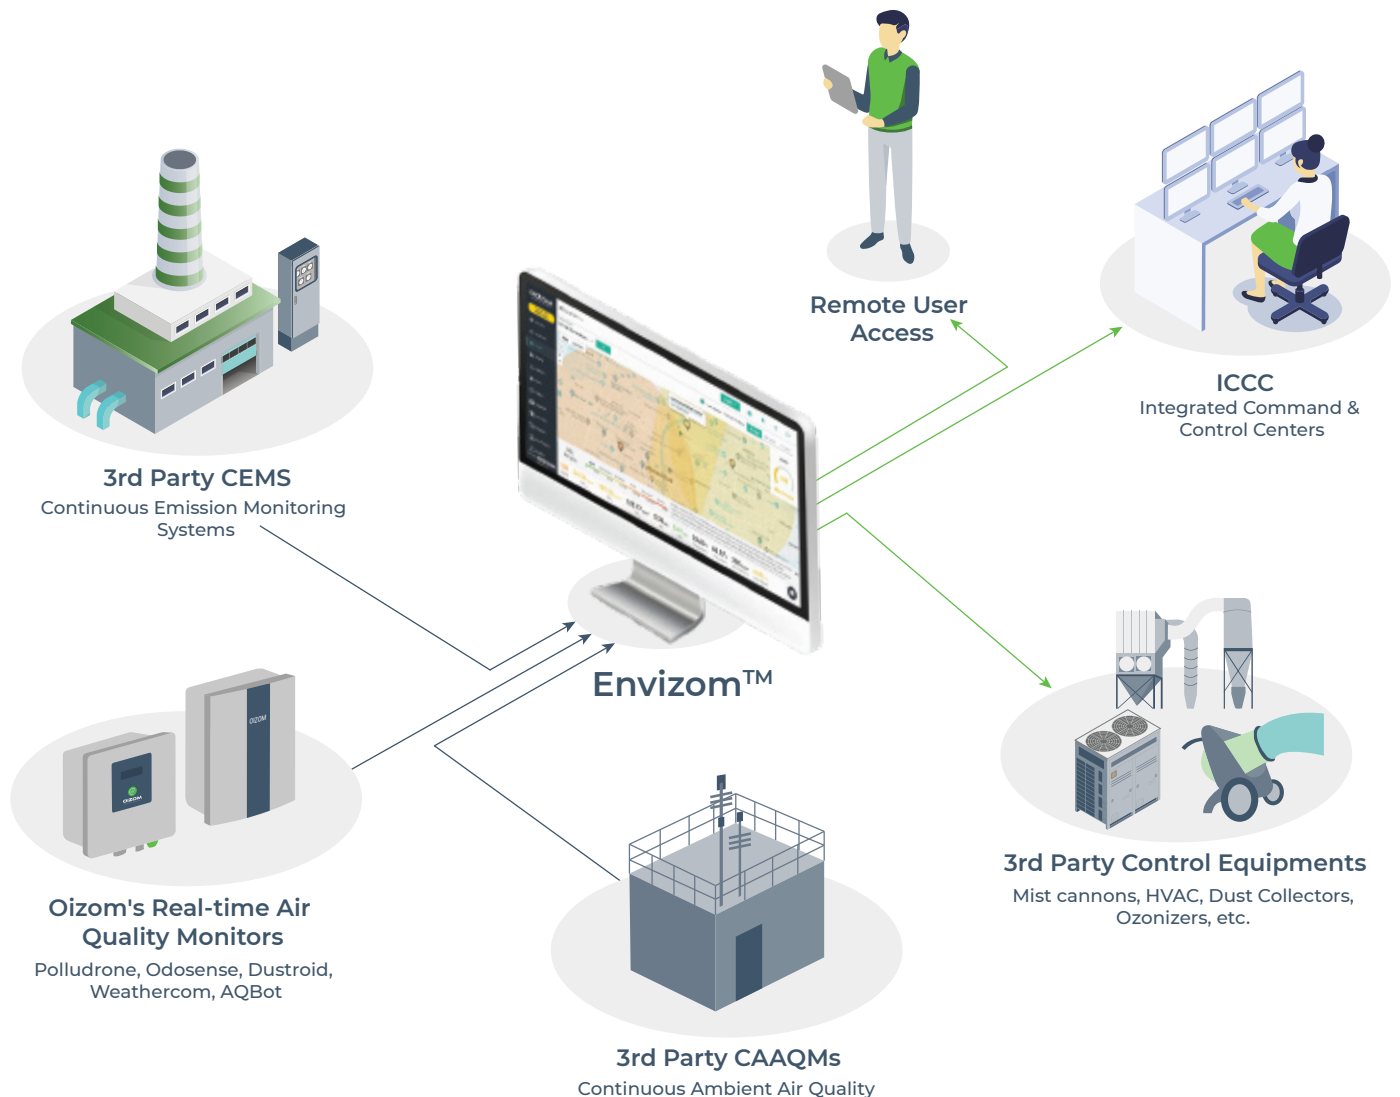 Remote User
Access
ICCC
Integrated Command &
Control Centers
3rd Party CEMS
Continuous Emission Monitoring
Systems
Envizom™
OIZOM
OIZOM
Oizom's Real-time Air
Quality Monitors
Polludrone, Odosense, Dustroid,
Weathercom, AQBot
3rd Party Control Equipments
Mist cannons, HVAC, Dust Collectors,
Ozonizers, etc.
3rd Party CAAQMs
Continuous Ambient Air Quality